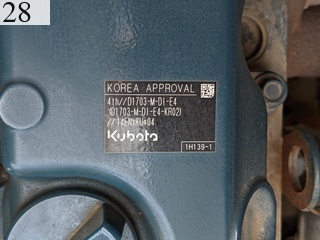 28
KOREA APPROVAL
4th//D1703-M-DI-E4
(D1703-M-DI-E4-KR02)
Kubota
1H139-1